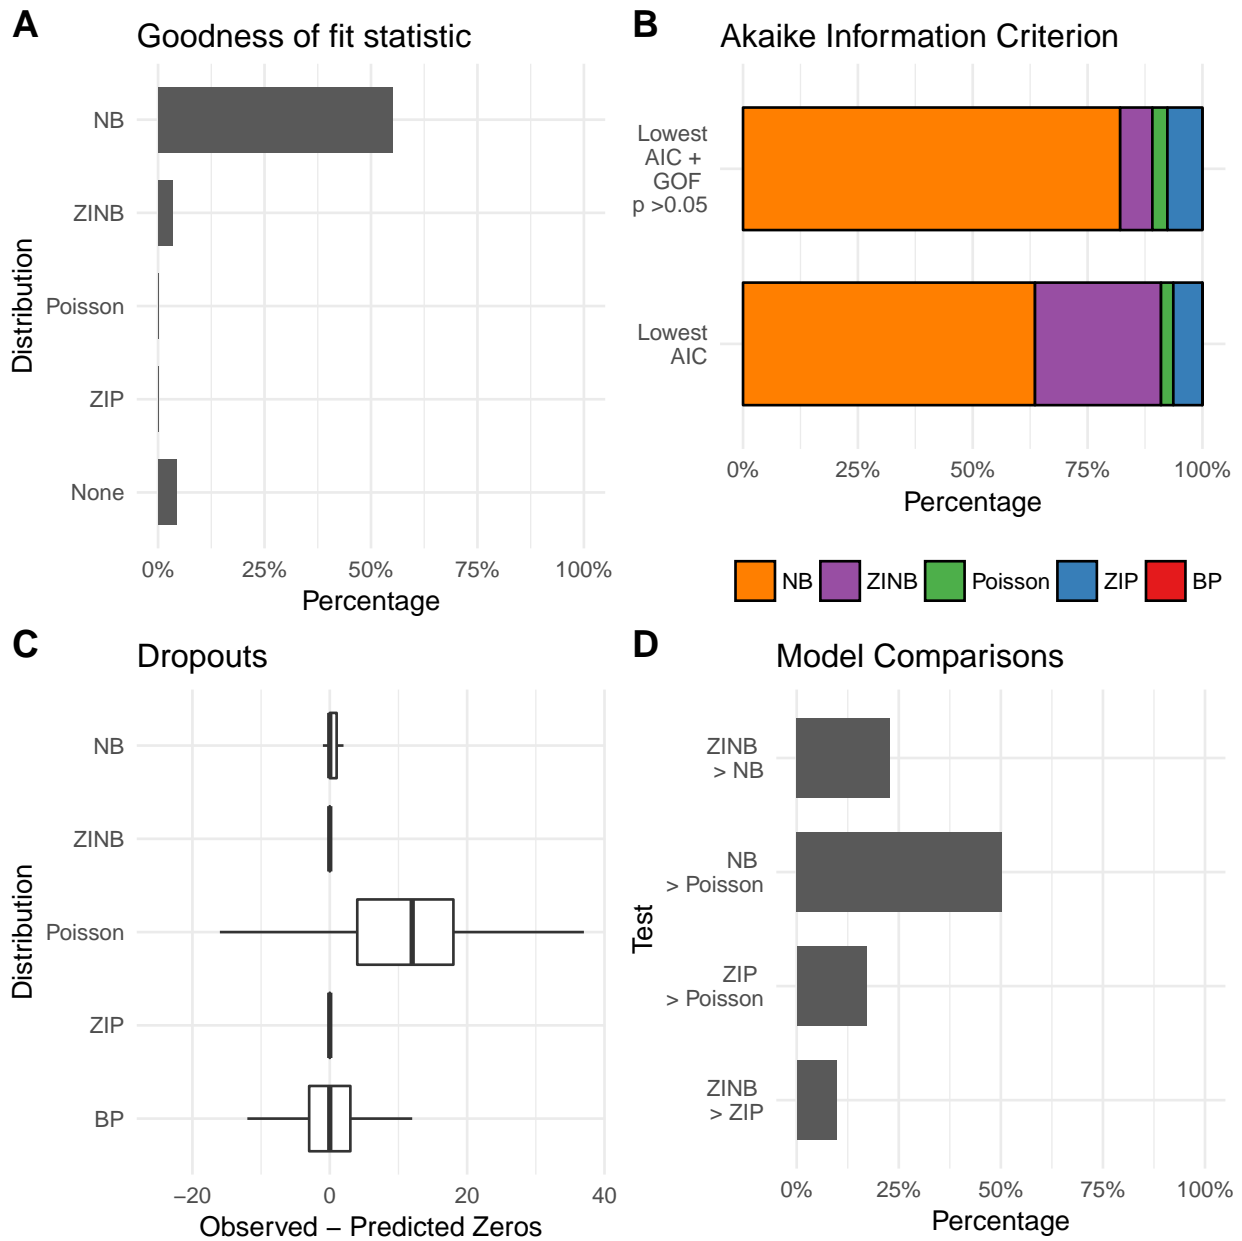 A
Goodness of fit statistic
Distribution
NB
ZINB
Poisson
ZIP
None
0% 25% 50% 75% 100%
Percentage
B
Akaike Information Criterion
Lowest
AIC +
GOF
p >0.05
Lowest
AIC
0% 25% 50% 75% 100%
Percentage
NB ZINB Poisson ZIP BP
C
Dropouts
Distribution
NB
ZINB
Poisson
ZIP
BP
−20 0 20 40
Observed − Predicted Zeros
D
Model Comparisons
Test
ZINB
> NB
NB
> Poisson
ZIP
> Poisson
ZINB
> ZIP
0% 25% 50% 75% 100%
Percentage